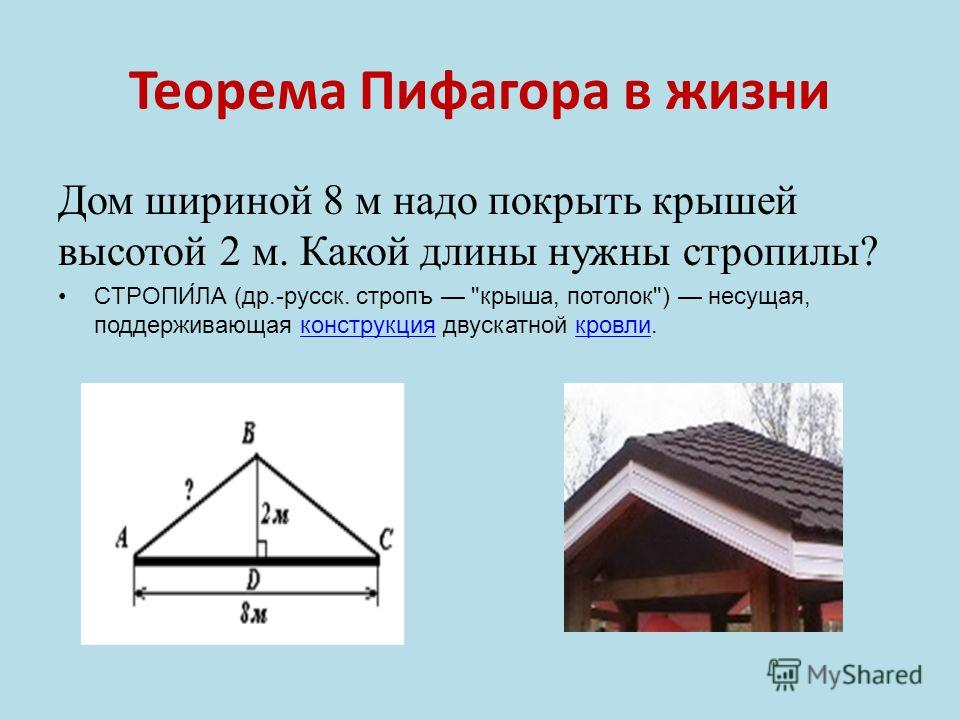 Теорема Пифагора в жизни
Дом шириной 8 м надо покрыть крышей
высотой 2 м. Какой длины нужны стропилы?
• СТРОПИ́ЛА (др.-русск. стропъ — "крыша, потолок") — несущая,
поддерживающая конструкция двускатной кровли.
B
?
2м
A
C
D
8м
MyShared